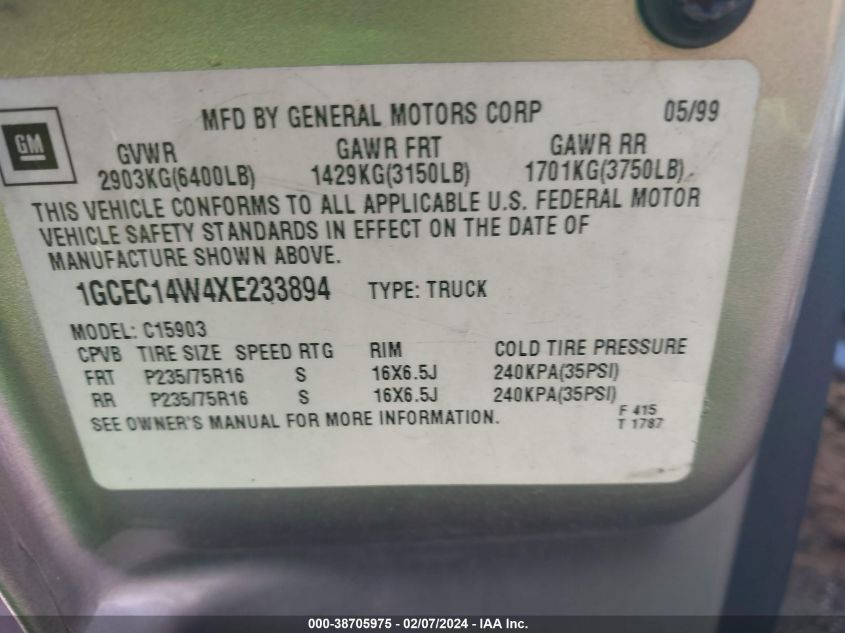 MFD BY GENERAL MOTORS CORP 05/99
GM
GVWR GAWR FRT GAWR RR
2903KG(6400LB) 1429KG(3150LB) 1701KG(3750LB)
THIS VEHICLE CONFORMS TO ALL APPLICABLE U.S. FEDERAL MOTOR
VEHICLE SAFETY STANDARDS IN EFFECT ON THE DATE OF
MANUFACTURE SHOWN ABOVE.
1GCEC14W4XE233894 TYPE: TRUCK
MODEL: C15903
CPVB TIRE SIZE SPEED RTG RIM COLD TIRE PRESSURE
FRT P235/75R16 S 16X6.5J 240KPA(35PSI)
RR P235/75R16 S 16X6.5J 240KPA(35PSI)
SEE OWNER'S MANUAL FOR MORE INFORMATION.
F 415
T 1787
000-38705975 - 02/07/2024 - IAA Inc.